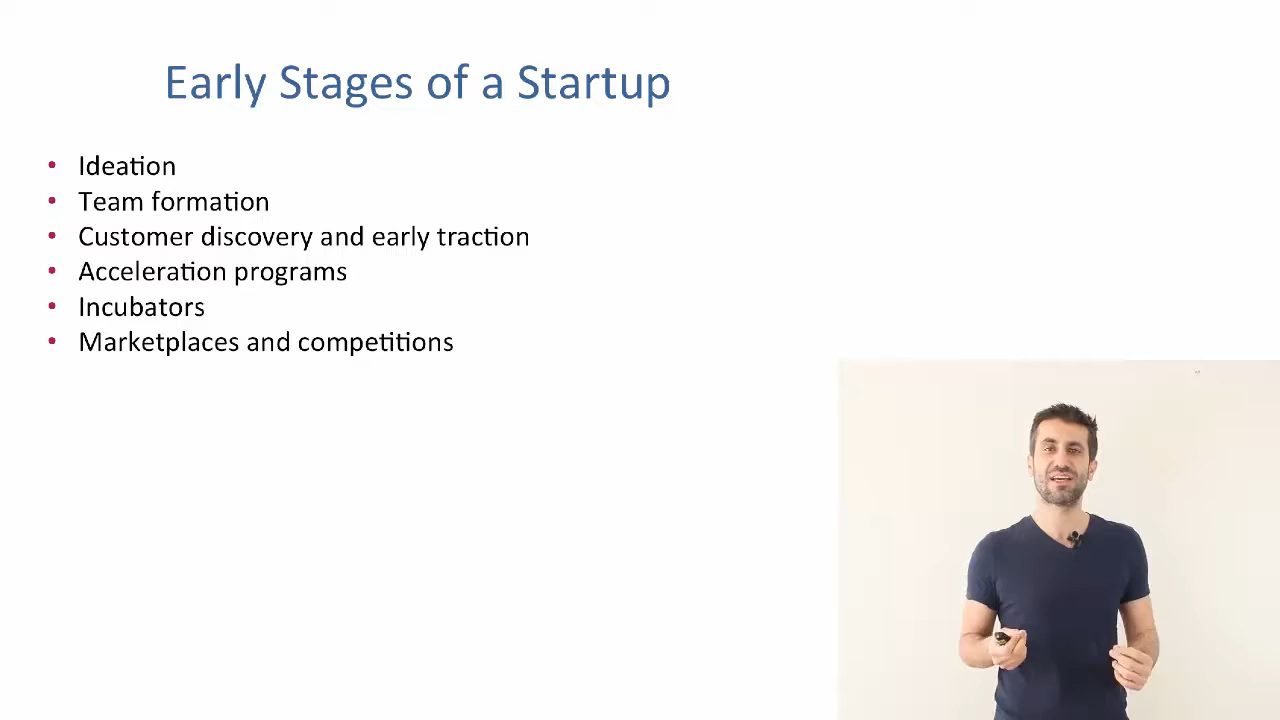 Early Stages of a Startup
• Ideation
• Team formation
• Customer discovery and early traction
• Acceleration programs
• Incubators
• Marketplaces and competitions